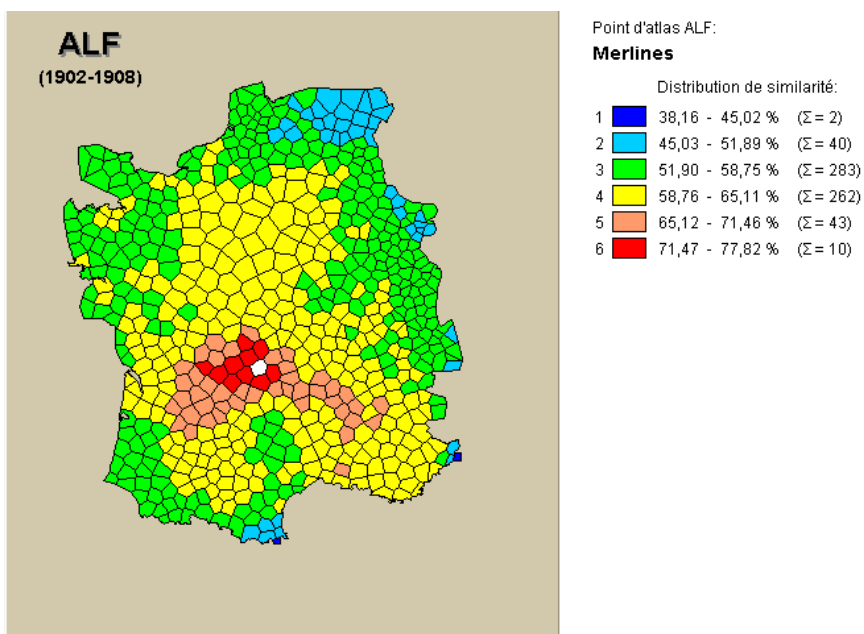 ALF
(1902-1908)
Point d'atlas ALF:
Merlines
Distribution de similarité:
1 38,16 - 45,02 % (Σ = 2)
2 45,03 - 51,89 % (Σ = 40)
3 51,90 - 58,75 % (Σ = 283)
4 58,76 - 65,11 % (Σ = 262)
5 65,12 - 71,46 % (Σ = 43)
6 71,47 - 77,82 % (Σ = 10)